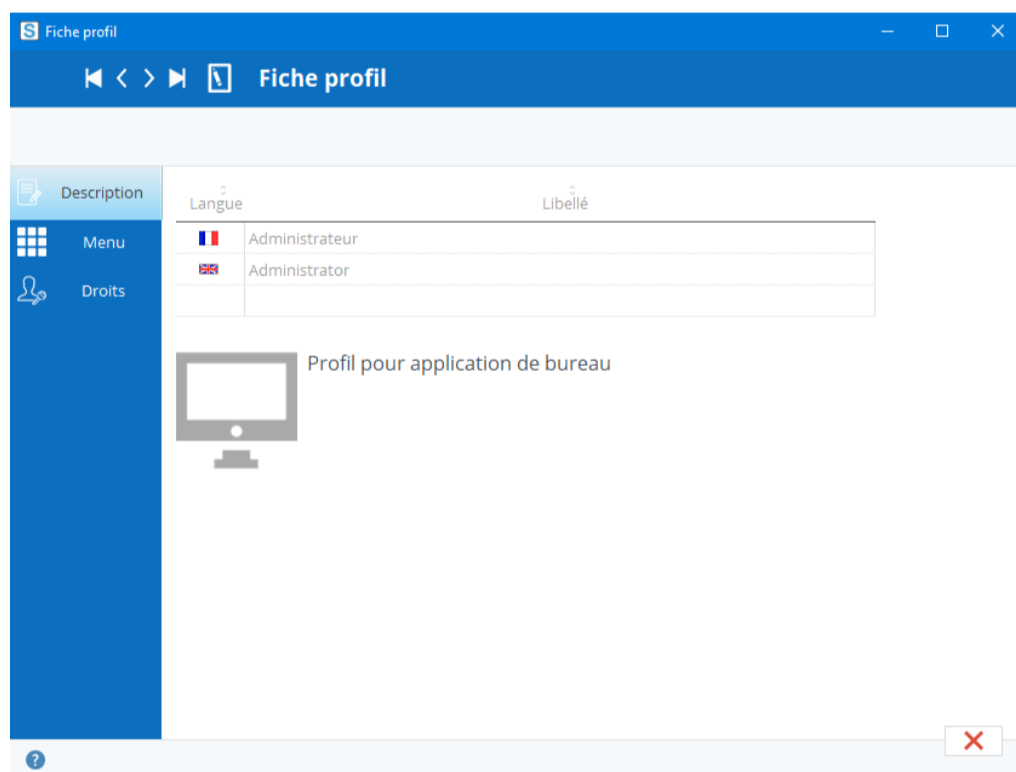 S Fiche profil
Fiche profil
Description
Menu
Droits
Langue Libellé
Administrateur
Administrator
Profil pour application de bureau
?